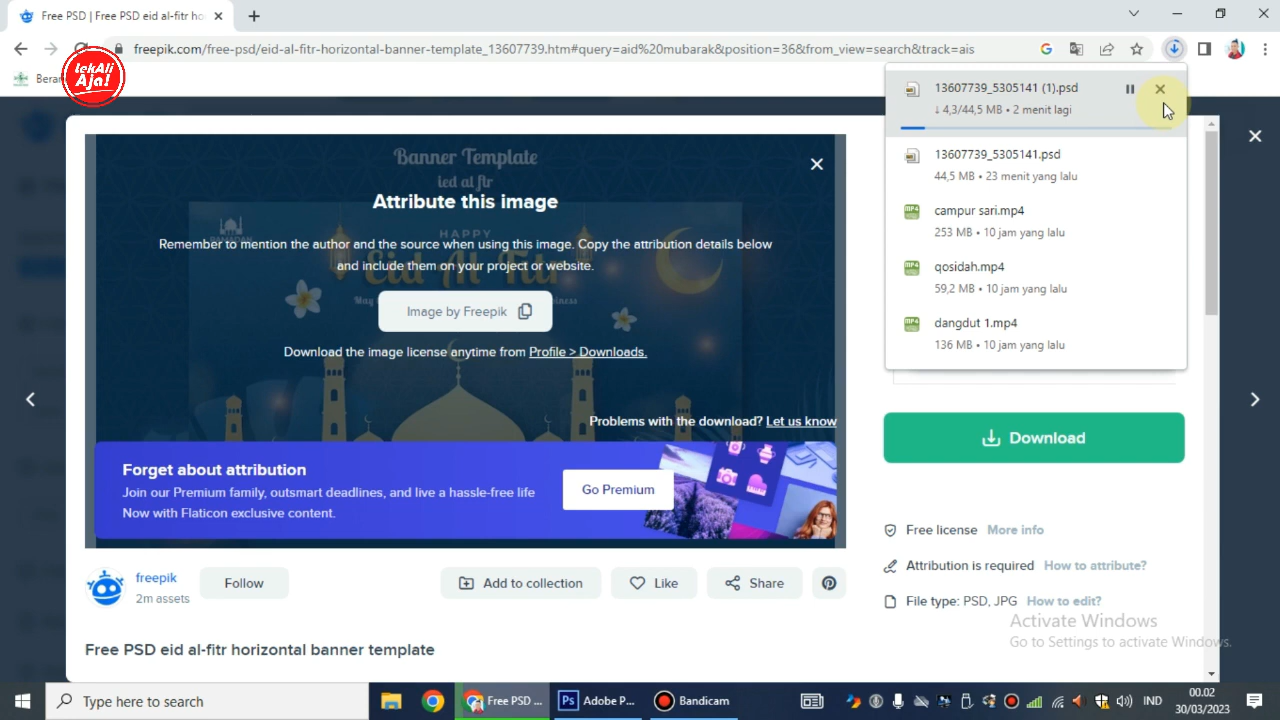 Free PSD | Free PSD eid al-fitr ho
freepik.com/free-psd/eid-al-fitr-horizontal-banner-template_13607739.htm#query=aid%20mubarak&position=36&from_view=search&track=ais
Beran
lekAli
Aja!
13607739_5305141 (1).psd
↓ 4,3/44,5 MB • 2 menit lagi
13607739_5305141.psd
44,5 MB • 23 menit yang lalu
campur sari.mp4
253 MB • 10 jam yang lalu
qosidah.mp4
59,2 MB • 10 jam yang lalu
dangdut 1.mp4
136 MB • 10 jam yang lalu
Banner Template
ied al ftr
Attribute this image
Remember to mention the author and the source when using this image. Copy the attribution details below
and include them on your project or website.
HAPPY
Eid Al Fitr
Image by Freepik
Download the image license anytime from Profile > Downloads.
Problems with the download? Let us know
Forget about attribution
Join our Premium family, outsmart deadlines, and live a hassle-free life
Now with Flaticon exclusive content.
Go Premium
Download
Free license More info
Attribution is required How to attribute?
File type: PSD, JPG How to edit?
freepik
2m assets
Follow
Add to collection
Like
Share
Free PSD eid al-fitr horizontal banner template
Activate Windows
Go to Settings to activate Windows.
Type here to search
Free PSD ...
Ps
Adobe P...
Bandicam
IND
00.02
30/03/2023